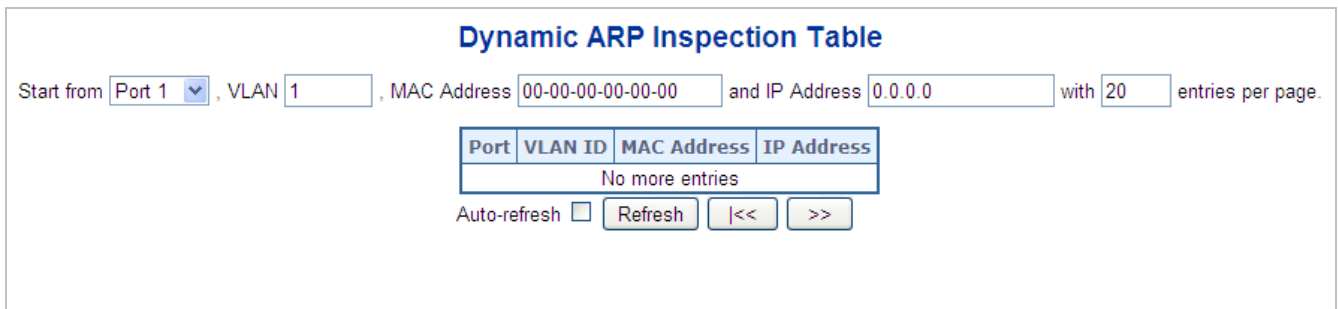 Dynamic ARP Inspection Table
Start from Port 1 , VLAN 1 , MAC Address 00-00-00-00-00-00 and IP Address 0.0.0.0 with 20 entries per page.
Port VLAN ID MAC Address IP Address
No more entries
Auto-refresh Refresh |<< >>